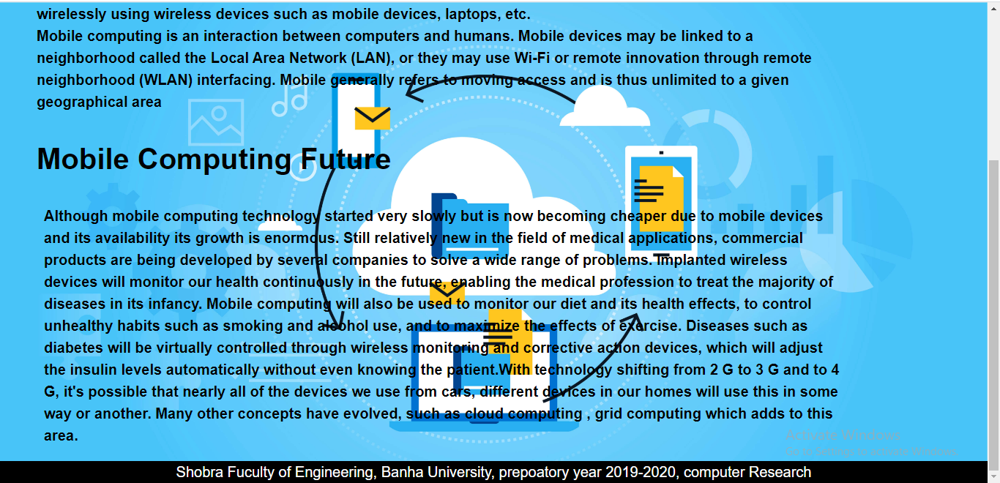 wirelessly using wireless devices such as mobile devices, laptops, etc.
Mobile computing is an interaction between computers and humans. Mobile devices may be linked to a
neighborhood called the Local Area Network (LAN), or they may use Wi-Fi or remote innovation through remote
neighborhood (WLAN) interfacing. Mobile generally refers to moving access and is thus unlimited to a given
geographical area
Mobile Computing Future
Although mobile computing technology started very slowly but is now becoming cheaper due to mobile devices
and its availability its growth is enormous. Still relatively new in the field of medical applications, commercial
products are being developed by several companies to solve a wide range of problems. Implanted wireless
devices will monitor our health continuously in the future, enabling the medical profession to treat the majority of
diseases in its infancy. Mobile computing will also be used to monitor our diet and its health effects, to control
unhealthy habits such as smoking and alcohol use, and to maximize the effects of exercise. Diseases such as
diabetes will be virtually controlled through wireless monitoring and corrective action devices, which will adjust
the insulin levels automatically without even knowing the patient.With technology shifting from 2 G to 3 G and to 4
G, it's possible that nearly all of the devices we use from cars, different devices in our homes will use this in some
way or another. Many other concepts have evolved, such as cloud computing , grid computing which adds to this
area.
Activate Windows
Go to Settings to activate Windows.
Shobra Fuculty of Engineering, Banha University, prepoatory year 2019-2020, computer Research